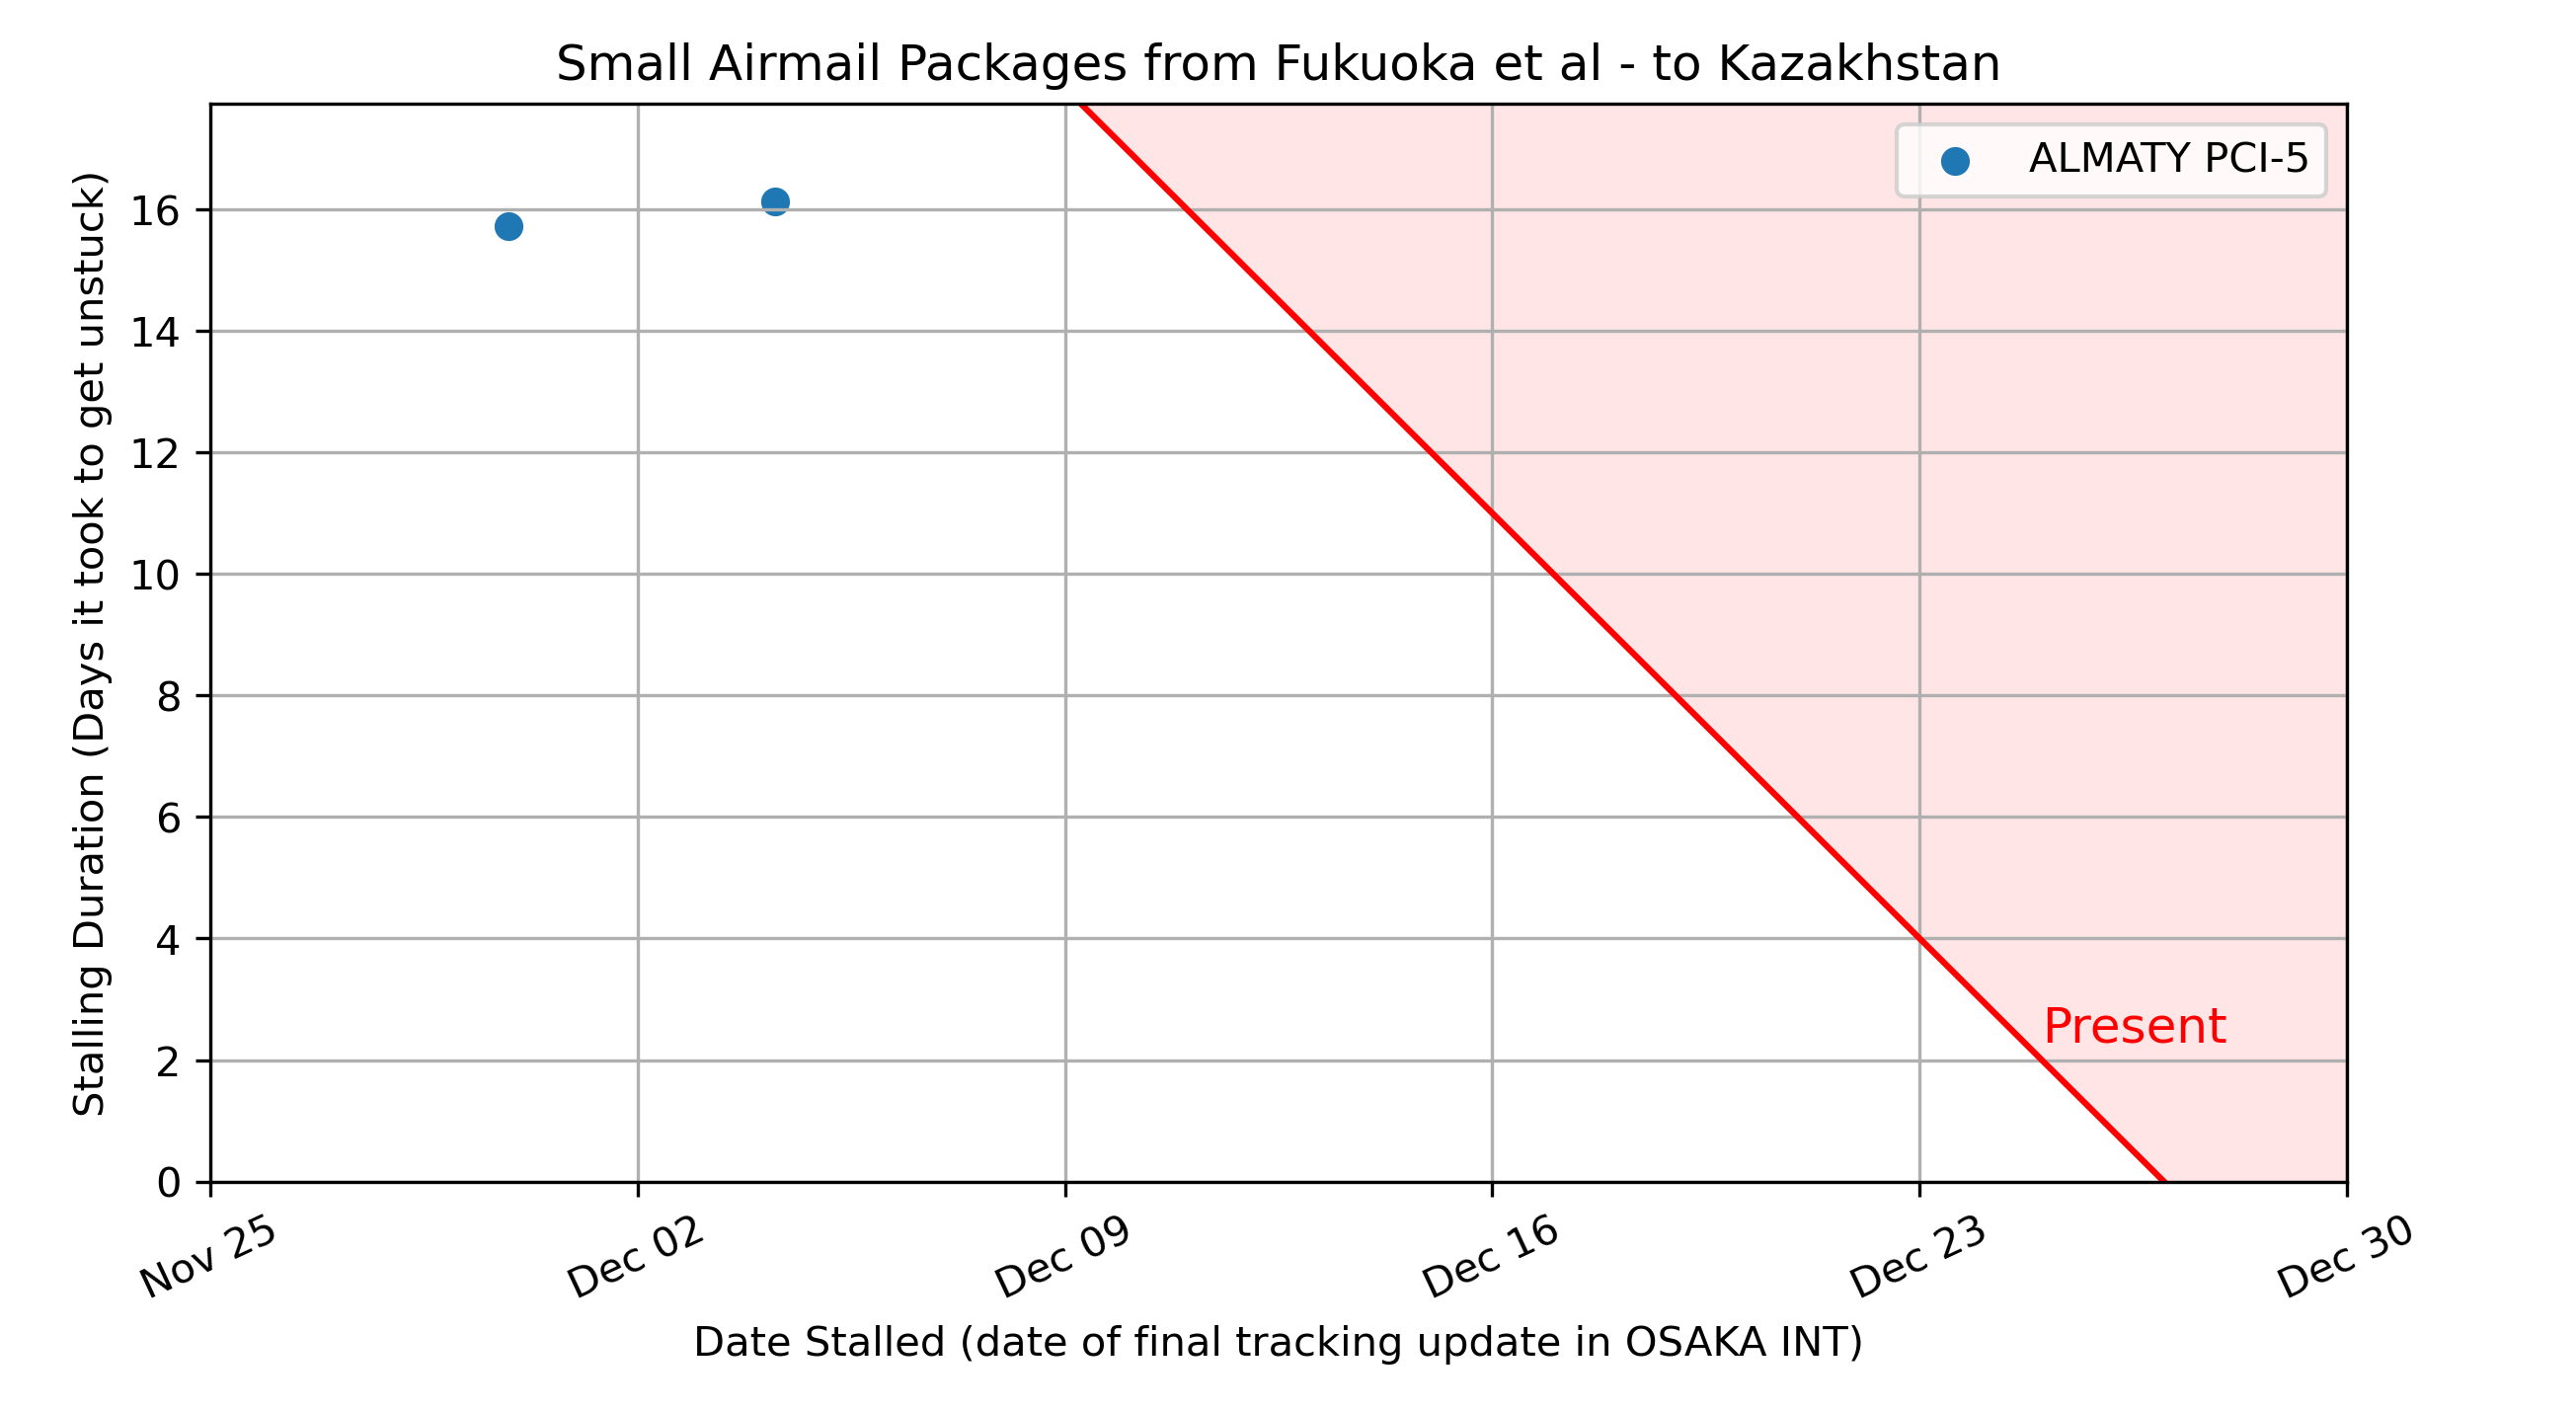 Small Airmail Packages from Fukuoka et al - to Kazakhstan
ALMATY PCI-5
Stalling Duration (Days it took to get unstuck)
16
14
12
10
8
6
4
2
0
Present
Nov 25
Dec 02
Dec 09
Dec 16
Dec 23
Dec 30
Date Stalled (date of final tracking update in OSAKA INT)